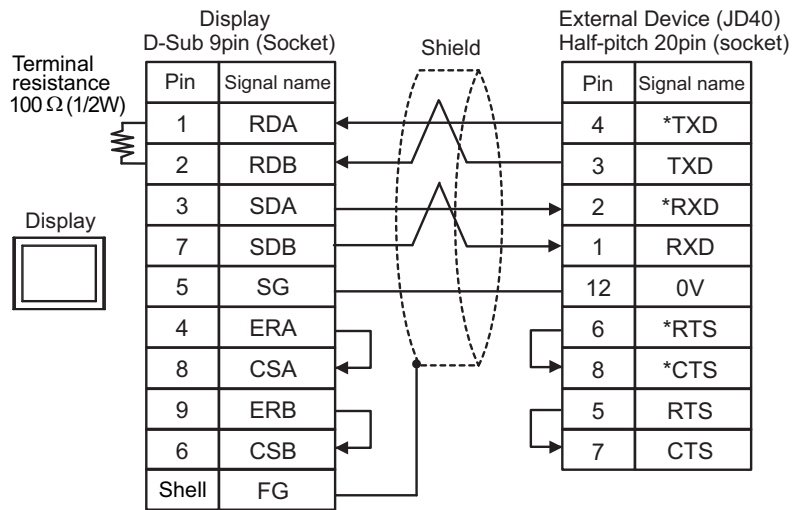 Display
D-Sub 9pin (Socket)
Shield
External Device (JD40)
Half-pitch 20pin (socket)
Terminal
resistance
100 Ω (1/2W)
Display
Pin Signal name
1 RDA
2 RDB
3 SDA
7 SDB
5 SG
4 ERA
8 CSA
9 ERB
6 CSB
Shell FG
Pin Signal name
4 *TXD
3 TXD
2 *RXD
1 RXD
12 0V
6 *RTS
8 *CTS
5 RTS
7 CTS